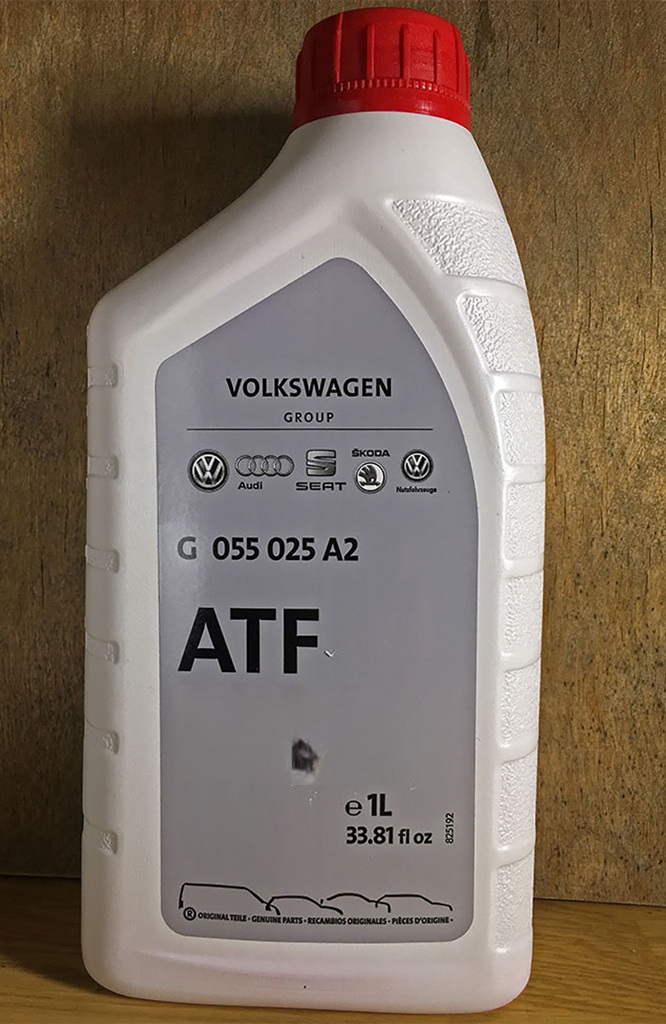 VOLKSWAGEN
GROUP
ŠKODA
Audi SEAT Nutzfahrzeuge
G 055 025 A2
ATF
e 1L
33.81 fl oz
825192
® ORIGINAL TEILE • GENUINE PARTS • RECAMBIOS ORIGINALES • PIÈCES D'ORIGINE •